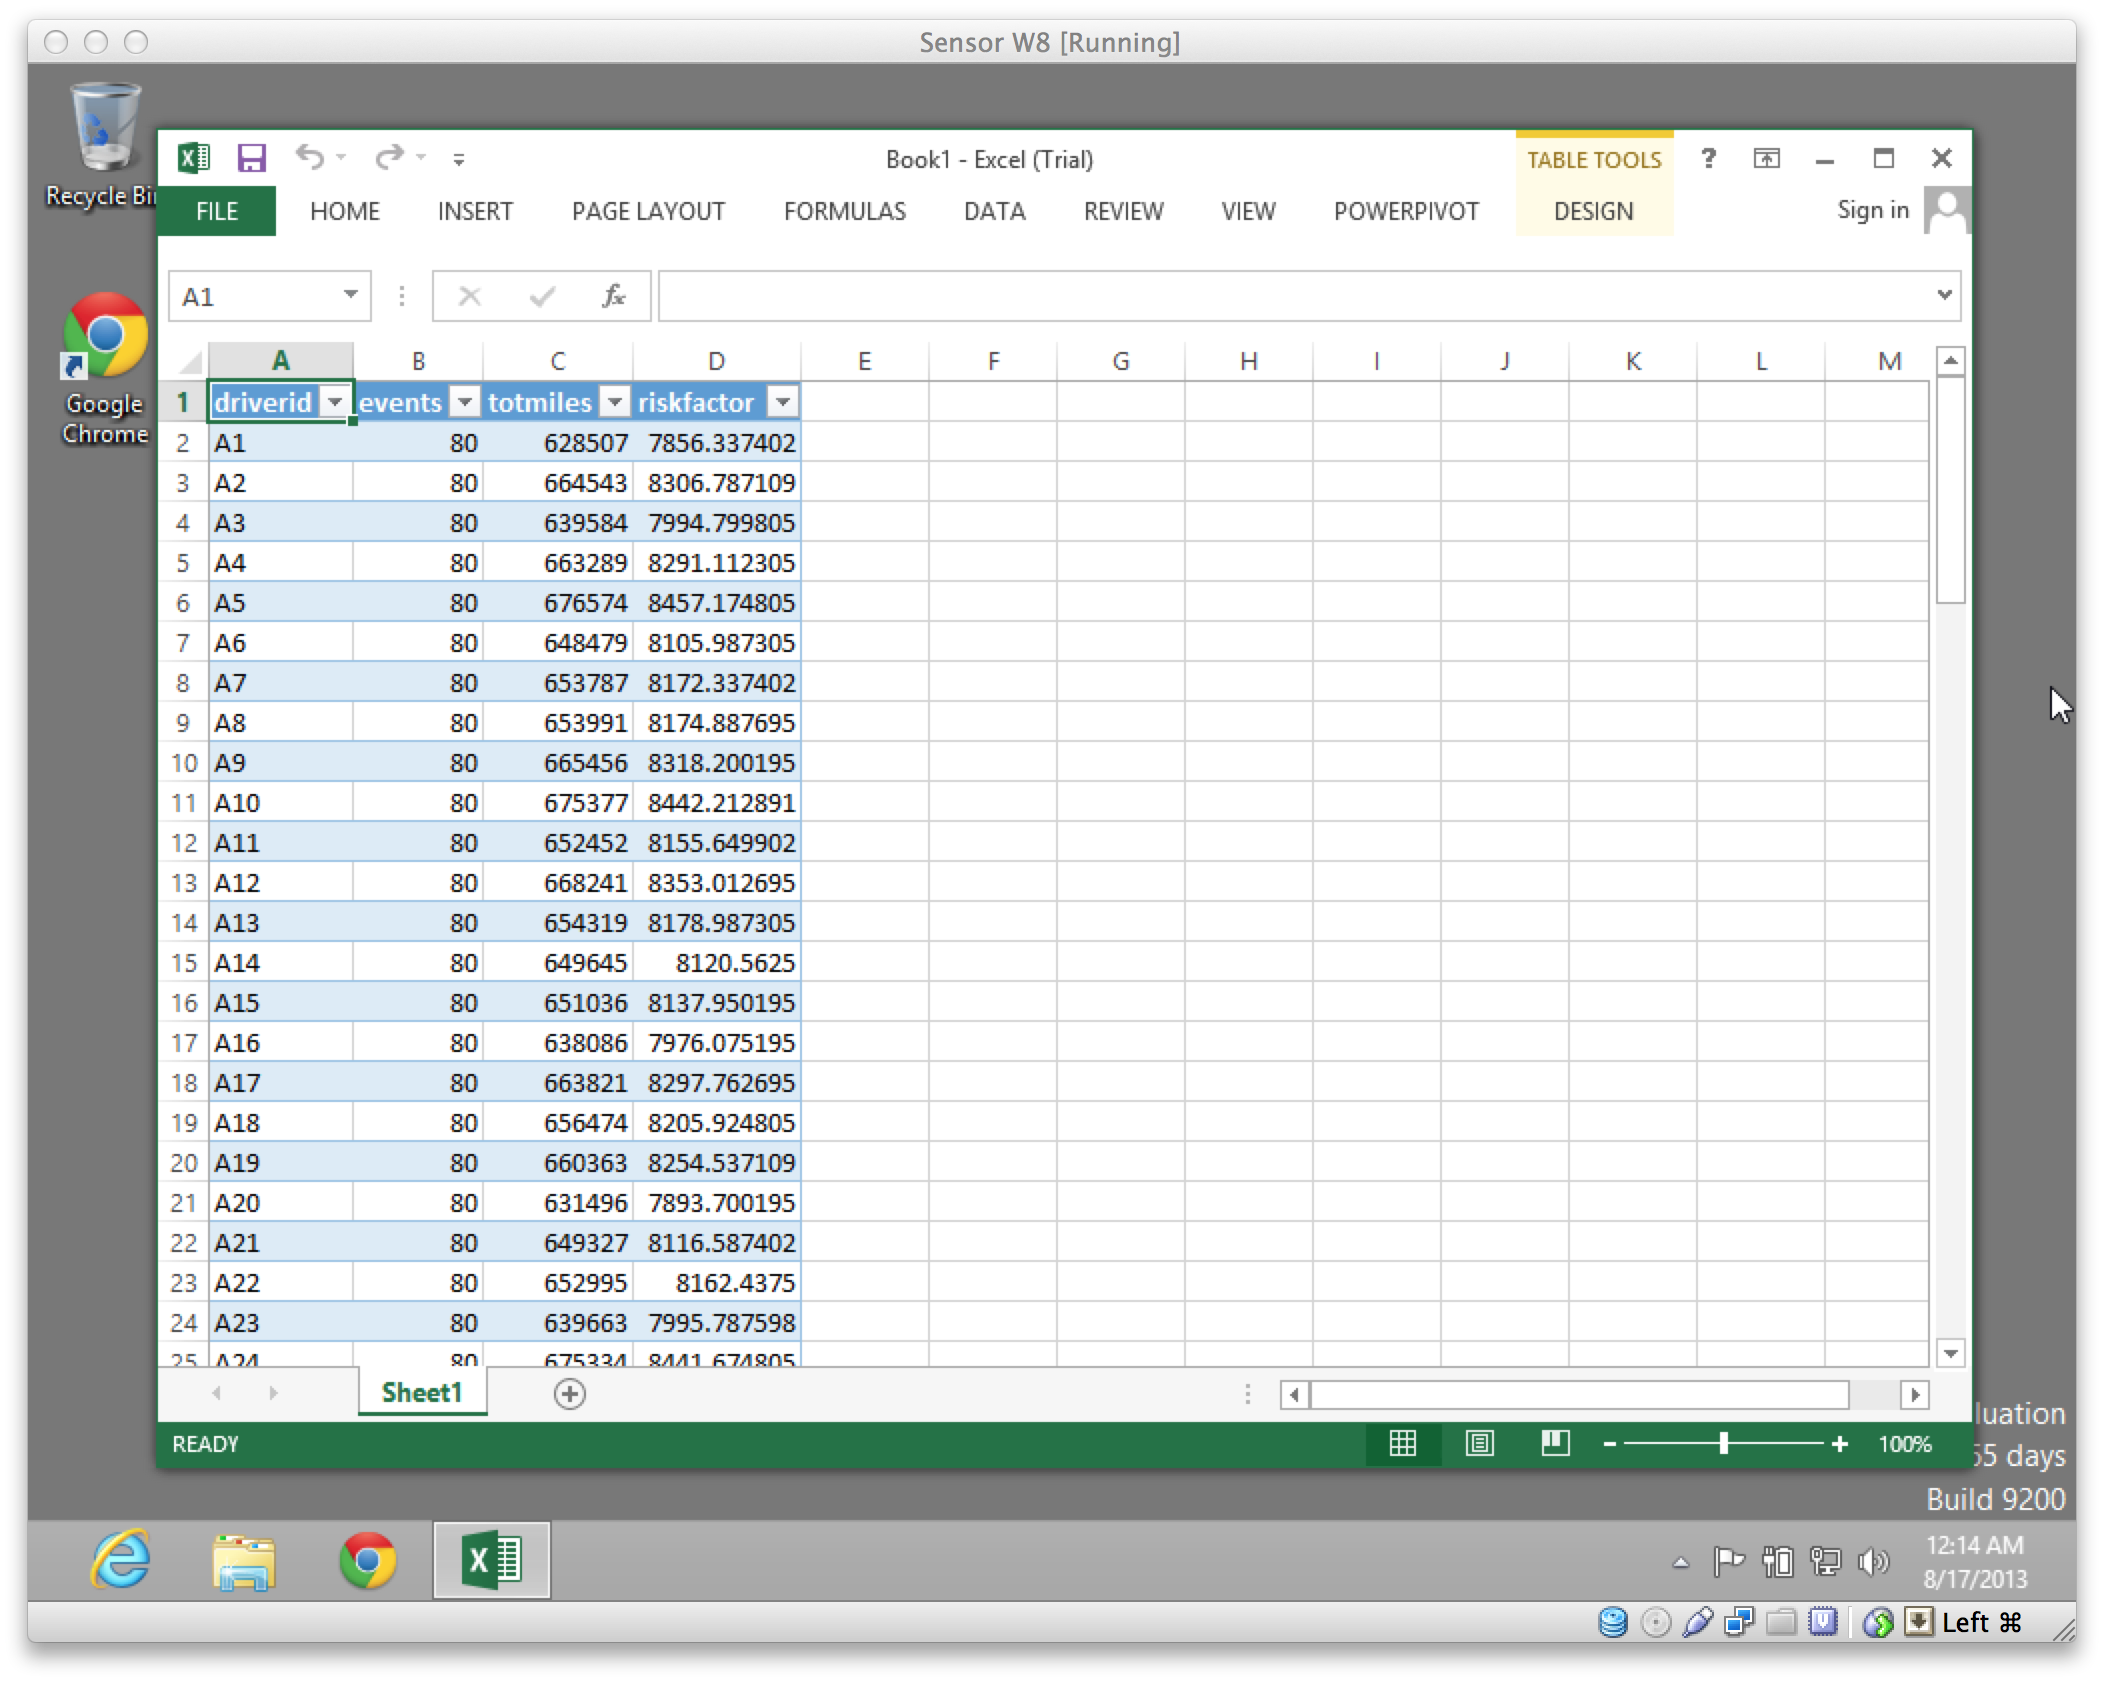 Sensor W8 [Running]
Recycle Bi
Google
Chrome
Book1 - Excel (Trial)
TABLE TOOLS
?
FILE HOME INSERT PAGE LAYOUT FORMULAS DATA REVIEW VIEW POWERPIVOT DESIGN Sign in
A1 fx
A B C D E F G H I J K L M
1 driverid events totmiles riskfactor
2 A1 80 628507 7856.337402
3 A2 80 664543 8306.787109
4 A3 80 639584 7994.799805
5 A4 80 663289 8291.112305
6 A5 80 676574 8457.174805
7 A6 80 648479 8105.987305
8 A7 80 653787 8172.337402
9 A8 80 653991 8174.887695
10 A9 80 665456 8318.200195
11 A10 80 675377 8442.212891
12 A11 80 652452 8155.649902
13 A12 80 668241 8353.012695
14 A13 80 654319 8178.987305
15 A14 80 649645 8120.5625
16 A15 80 651036 8137.950195
17 A16 80 638086 7976.075195
18 A17 80 663821 8297.762695
19 A18 80 656474 8205.924805
20 A19 80 660363 8254.537109
21 A20 80 631496 7893.700195
22 A21 80 649327 8116.587402
23 A22 80 652995 8162.4375
24 A23 80 639663 7995.787598
25 A24 80 675334 8441.674805
Sheet1
READY 100%
luation
55 days
Build 9200
12:14 AM
8/17/2013
Left ⌘